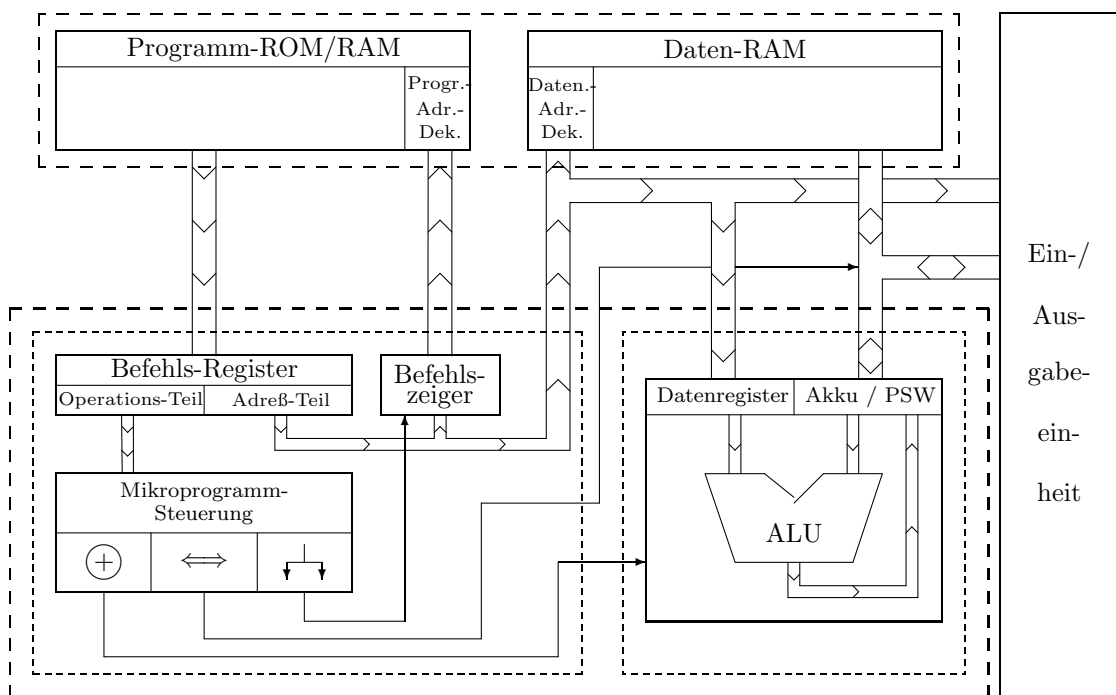 Programm-ROM/RAM
Progr.-
Adr.-
Dek.
Daten-RAM
Daten.-
Adr.-
Dek.
Ein-/
Aus-
gabe-
ein-
heit
Befehls-Register
Operations-Teil
Adreß-Teil
Befehls-
zeiger
Mikroprogramm-
Steuerung
Datenregister
Akku / PSW
ALU